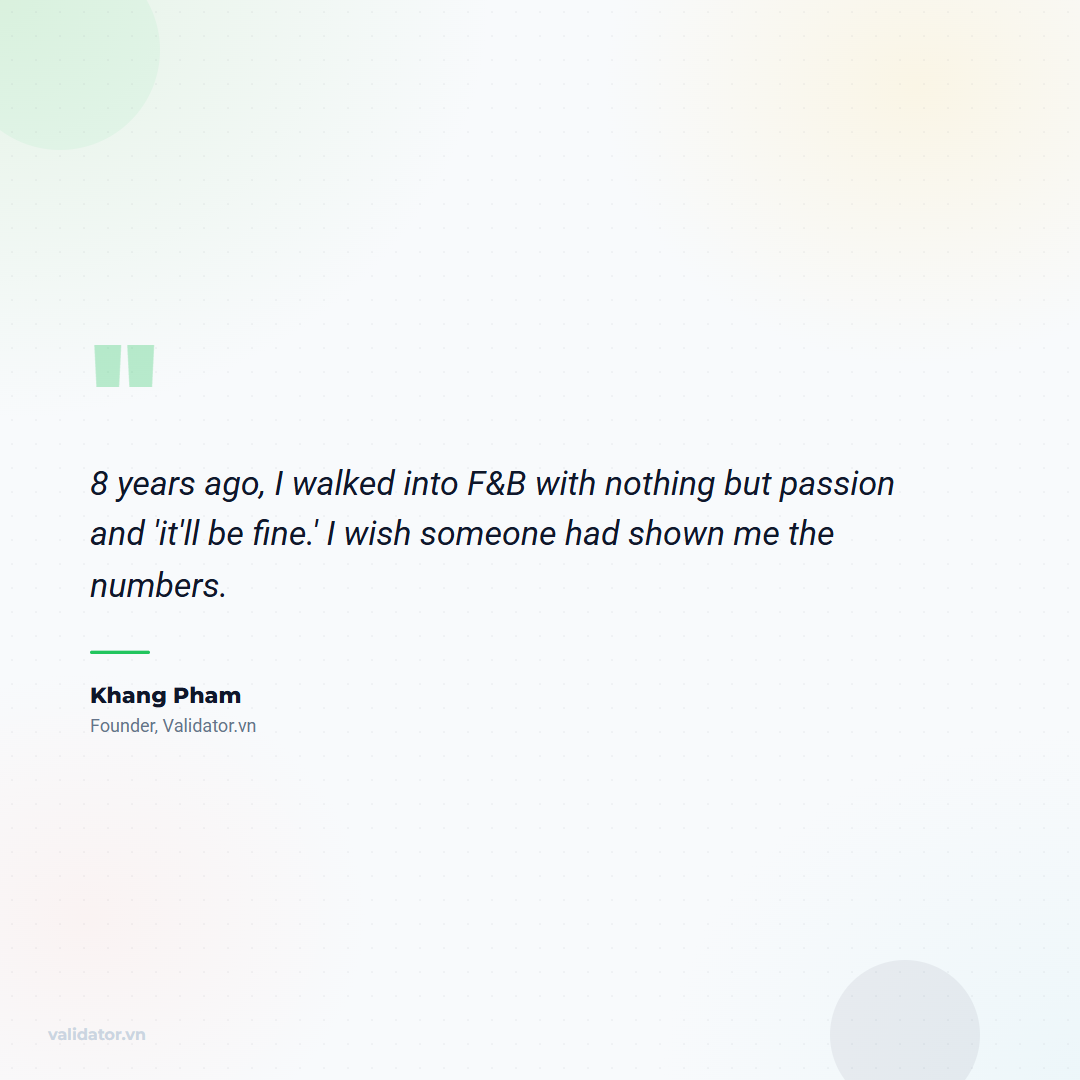 "
8 years ago, I walked into F&B with nothing but passion
and 'it'll be fine.' I wish someone had shown me the
numbers.
Khang Pham
Founder, Validator.vn
validator.vn